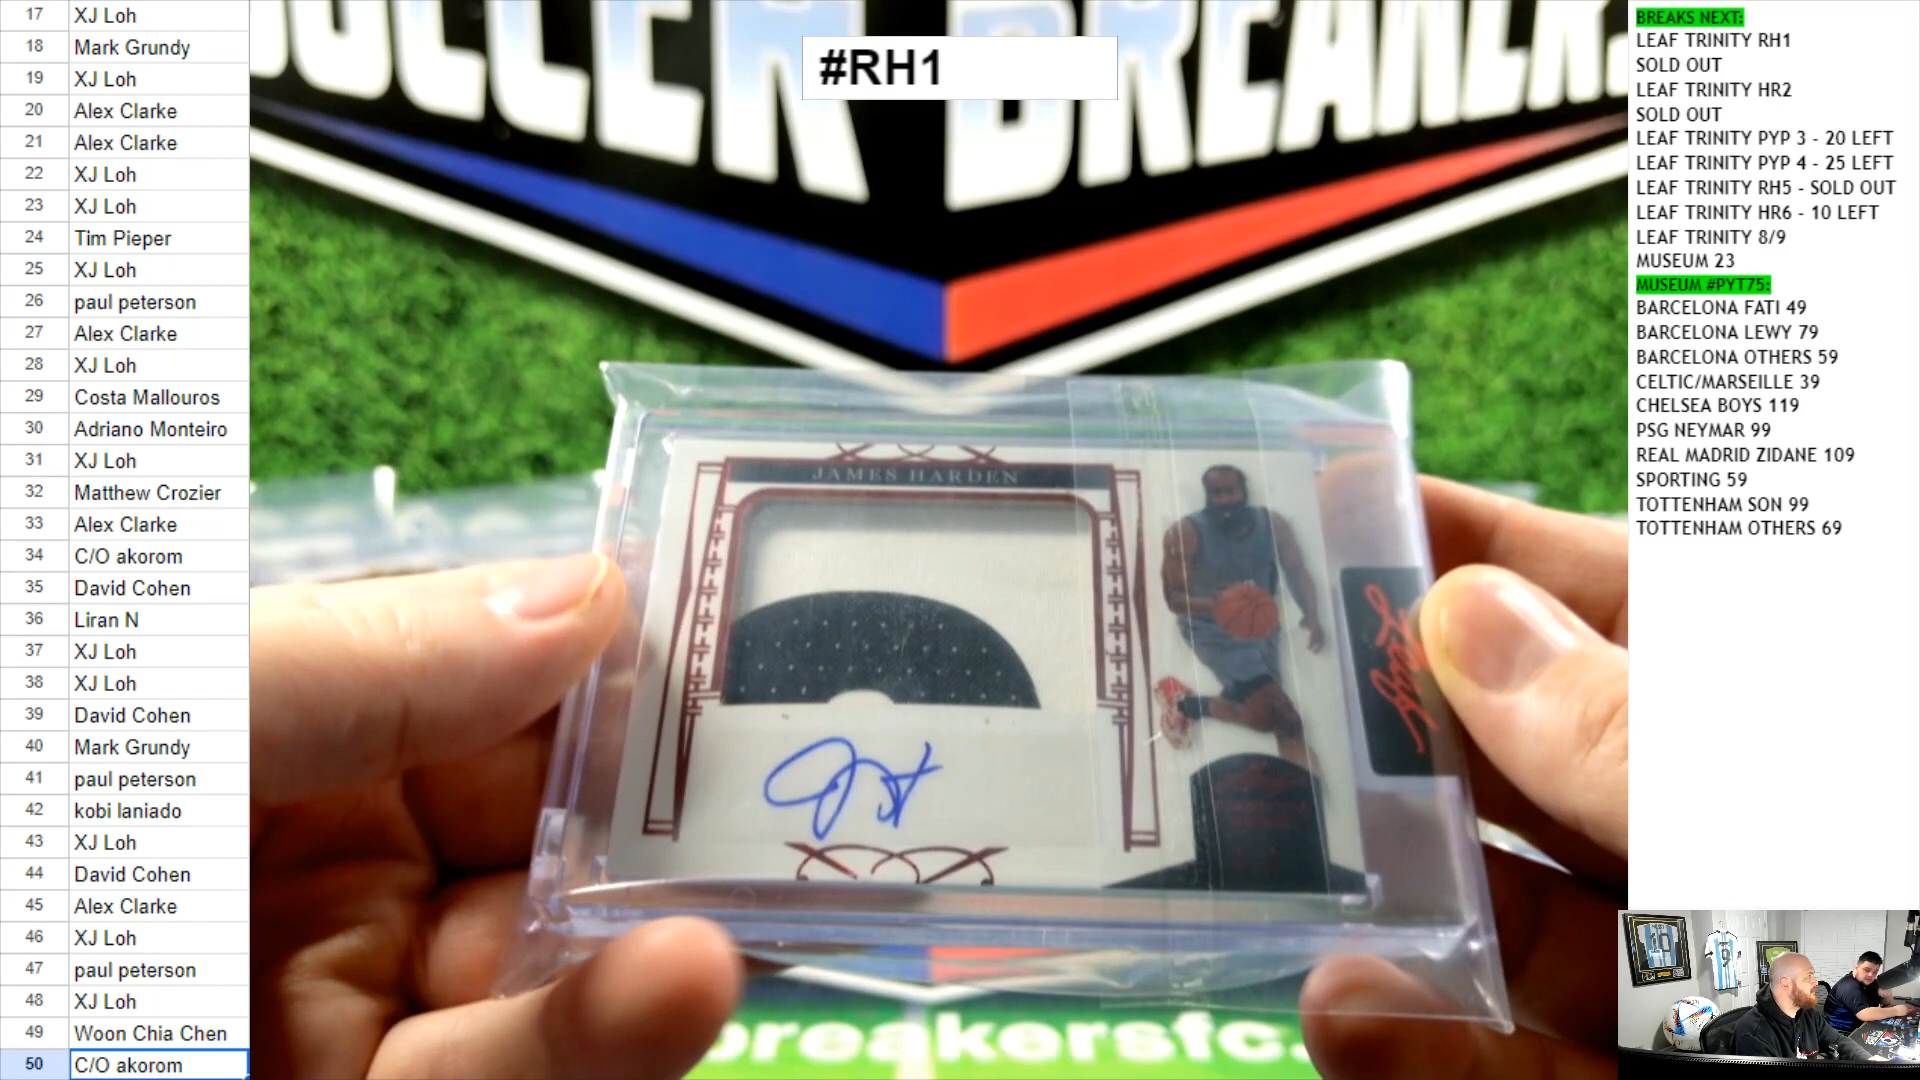 17 XJ Loh
18 Mark Grundy
19 XJ Loh
20 Alex Clarke
21 Alex Clarke
22 XJ Loh
23 XJ Loh
24 Tim Pieper
25 XJ Loh
26 paul peterson
27 Alex Clarke
28 XJ Loh
29 Costa Mallouros
30 Adriano Monteiro
31 XJ Loh
32 Matthew Crozier
33 Alex Clarke
34 C/O akorom
35 David Cohen
36 Liran N
37 XJ Loh
38 XJ Loh
39 David Cohen
40 Mark Grundy
41 paul peterson
42 kobi laniado
43 XJ Loh
44 David Cohen
45 Alex Clarke
46 XJ Loh
47 paul peterson
48 XJ Loh
49 Woon Chia Chen
50 C/O akorom
#RH1
JAMES HARDEN
Leaf
breakersfc.
BREAKS NEXT:
LEAF TRINITY RH1
SOLD OUT
LEAF TRINITY HR2
SOLD OUT
LEAF TRINITY PYP 3 - 20 LEFT
LEAF TRINITY PYP 4 - 25 LEFT
LEAF TRINITY RH5 - SOLD OUT
LEAF TRINITY HR6 - 10 LEFT
LEAF TRINITY 8/9
MUSEUM 23
MUSEUM #PYT75:
BARCELONA FATI 49
BARCELONA LEWY 79
BARCELONA OTHERS 59
CELTIC/MARSEILLE 39
CHELSEA BOYS 119
PSG NEYMAR 99
REAL MADRID ZIDANE 109
SPORTING 59
TOTTENHAM SON 99
TOTTENHAM OTHERS 69